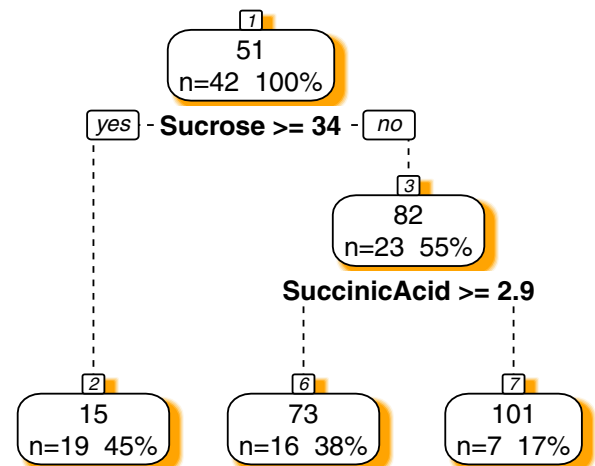 1
51
n=42 100%
yes Sucrose >= 34 no
3
82
n=23 55%
SuccinicAcid >= 2.9
2
15
n=19 45%
6
73
n=16 38%
7
101
n=7 17%